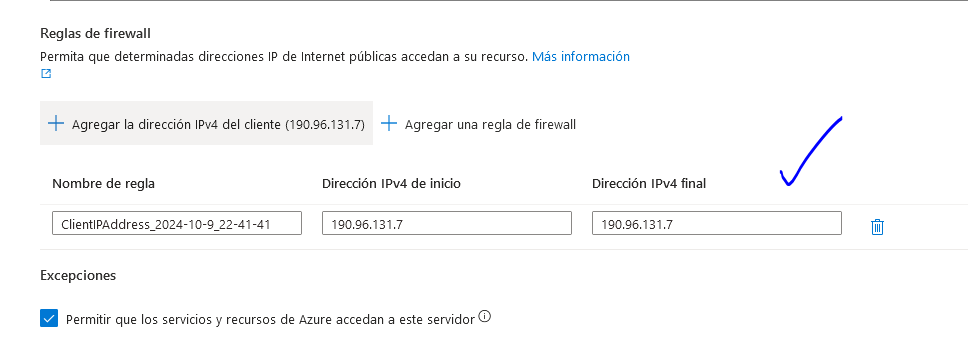 Reglas de firewall
Permita que determinadas direcciones IP de Internet públicas accedan a su recurso. Más información
Agregar la dirección IPv4 del cliente (190.96.131.7) Agregar una regla de firewall
Nombre de regla Dirección IPv4 de inicio Dirección IPv4 final
ClientIPAddress_2024-10-9_22-41-41 190.96.131.7 190.96.131.7
Excepciones
Permitir que los servicios y recursos de Azure accedan a este servidor